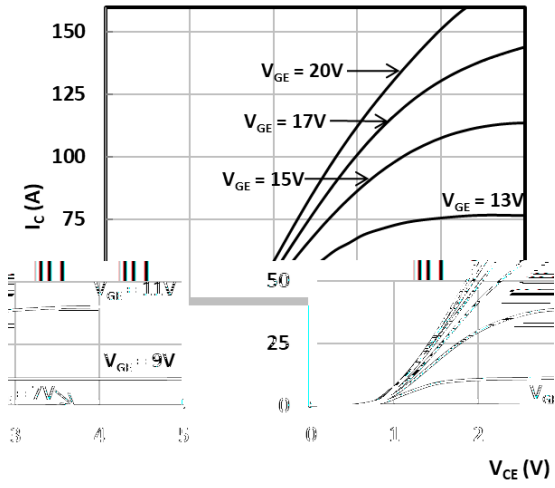 150
V_GE = 20V
125
V_GE = 17V
100
V_GE = 15V
I_C (A)
75
V_GE = 13V
50
V_GE = 11V
25
V_GE = 9V
0
3
4
5
0
1
2
V_CE (V)